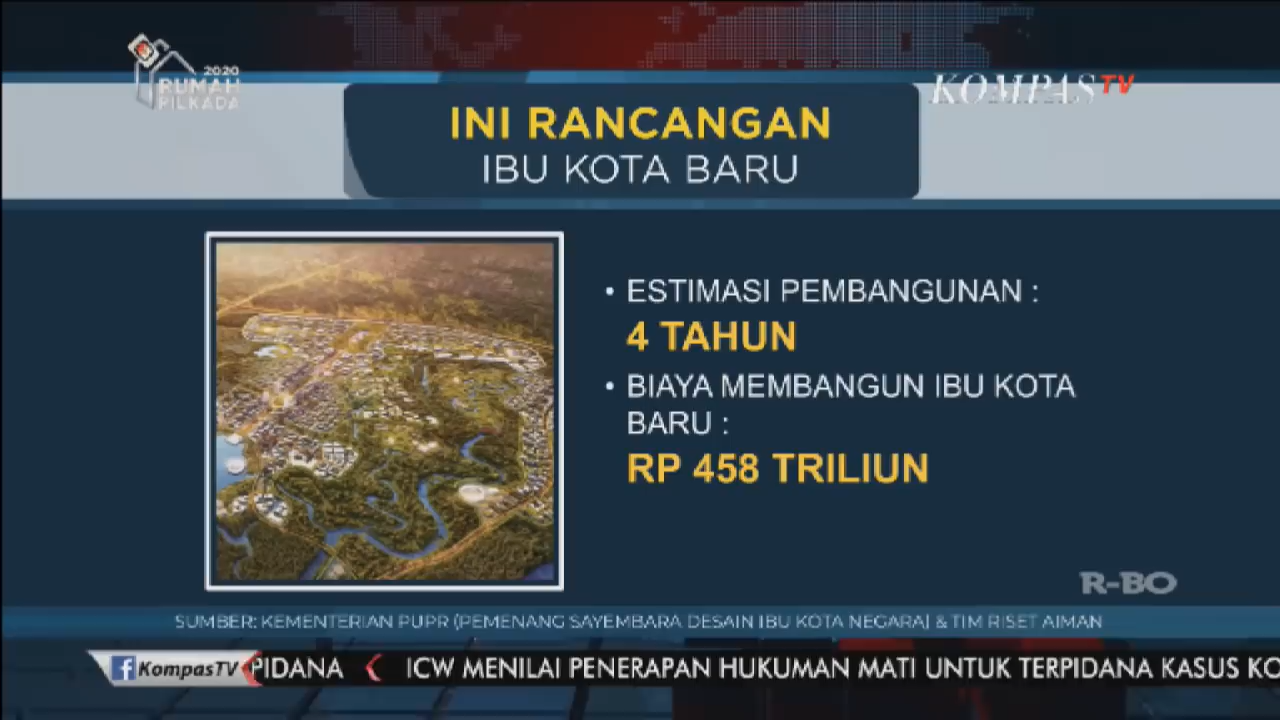 2020
RUMAH
PILKADA
KOMPAS TV
INI RANCANGAN
IBU KOTA BARU
• ESTIMASI PEMBANGUNAN :
4 TAHUN
• BIAYA MEMBANGUN IBU KOTA
BARU :
RP 458 TRILIUN
R-BO
SUMBER: KEMENTERIAN PUPR (PEMENANG SAYEMBARA DESAIN IBU KOTA NEGARA) & TIM RISET AIMAN
f KompasTV PIDANA ICW MENILAI PENERAPAN HUKUMAN MATI UNTUK TERPIDANA KASUS KO